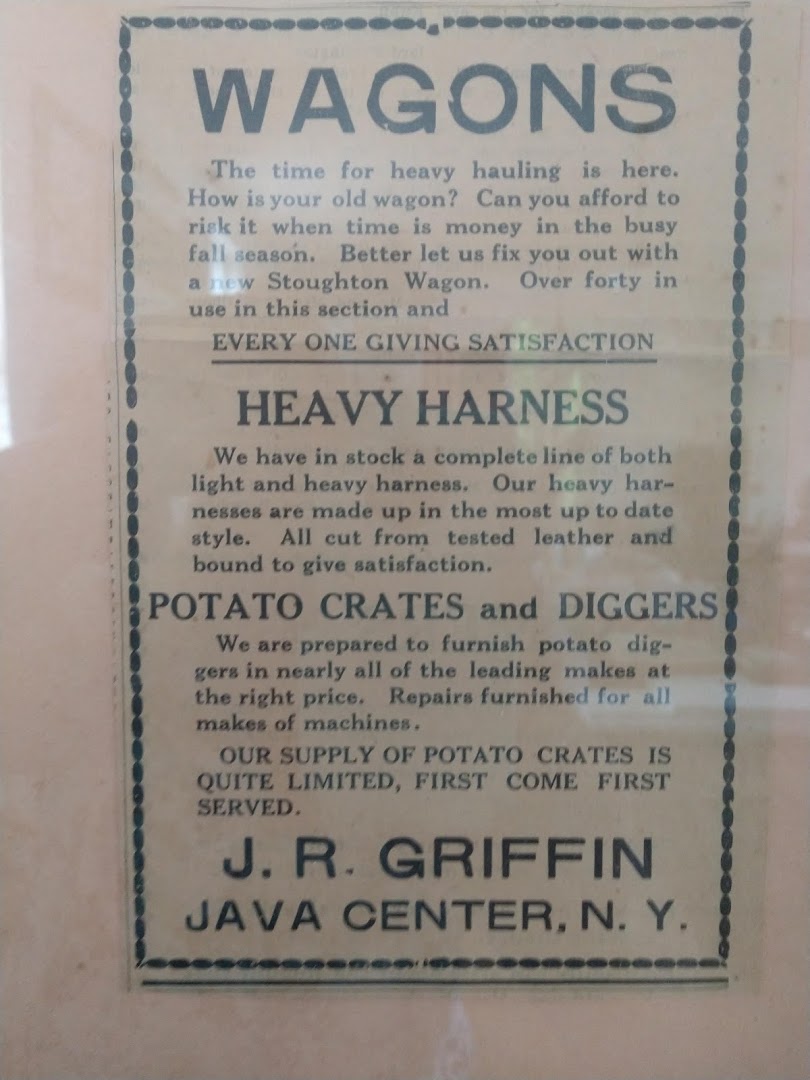 WAGONS
The time for heavy hauling is here.
How is your old wagon? Can you afford to
risk it when time is money in the busy
fall season. Better let us fix you out with
a new Stoughton Wagon. Over forty in
use in this section and
EVERY ONE GIVING SATISFACTION
HEAVY HARNESS
We have in stock a complete line of both
light and heavy harness. Our heavy har-
nesses are made up in the most up to date
style. All cut from tested leather and
bound to give satisfaction.
POTATO CRATES and DIGGERS
We are prepared to furnish potato dig-
gers in nearly all of the leading makes at
the right price. Repairs furnished for all
makes of machines.
OUR SUPPLY OF POTATO CRATES IS
QUITE LIMITED, FIRST COME FIRST
SERVED.
J. R. GRIFFIN
JAVA CENTER, N. Y.